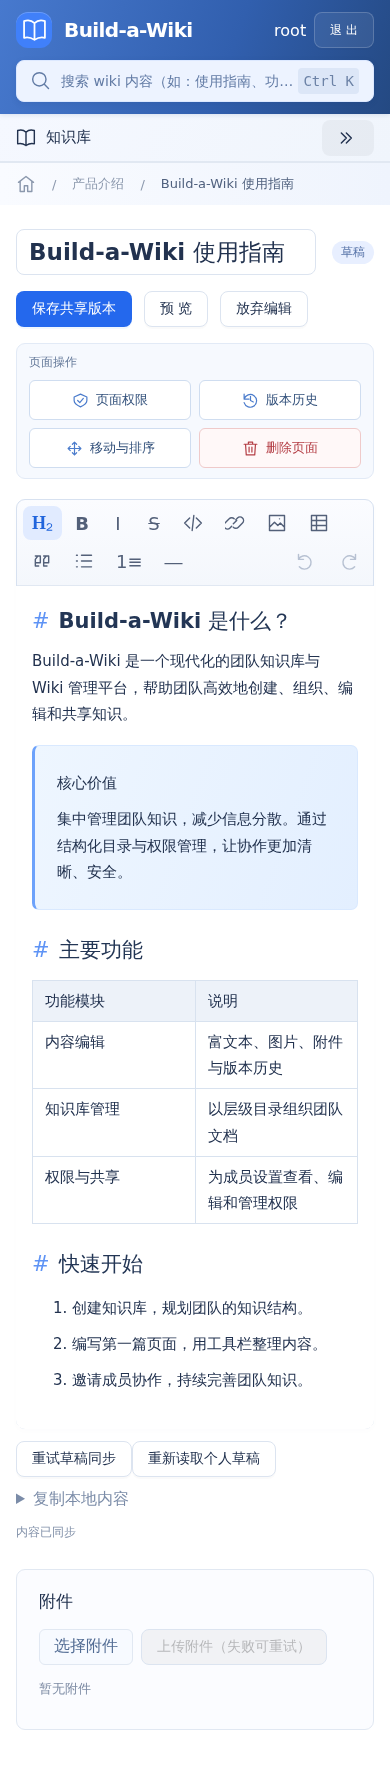 Build-a-Wiki
root
退 出
搜索 wiki 内容（如：使用指南、功…
Ctrl K
知识库
/ 产品介绍 / Build-a-Wiki 使用指南
Build-a-Wiki 使用指南
草稿
保存共享版本
预 览
放弃编辑
页面操作
页面权限
版本历史
移动与排序
删除页面
H2 B I S </>
1≡ —
# Build-a-Wiki 是什么？
Build-a-Wiki 是一个现代化的团队知识库与
Wiki 管理平台，帮助团队高效地创建、组织、编
辑和共享知识。
核心价值
集中管理团队知识，减少信息分散。通过
结构化目录与权限管理，让协作更加清
晰、安全。
# 主要功能
功能模块
说明
内容编辑
富文本、图片、附件
与版本历史
知识库管理
以层级目录组织团队
文档
权限与共享
为成员设置查看、编
辑和管理权限
# 快速开始
1. 创建知识库，规划团队的知识结构。
2. 编写第一篇页面，用工具栏整理内容。
3. 邀请成员协作，持续完善团队知识。
重试草稿同步
重新读取个人草稿
复制本地内容
内容已同步
附件
选择附件
上传附件（失败可重试）
暂无附件